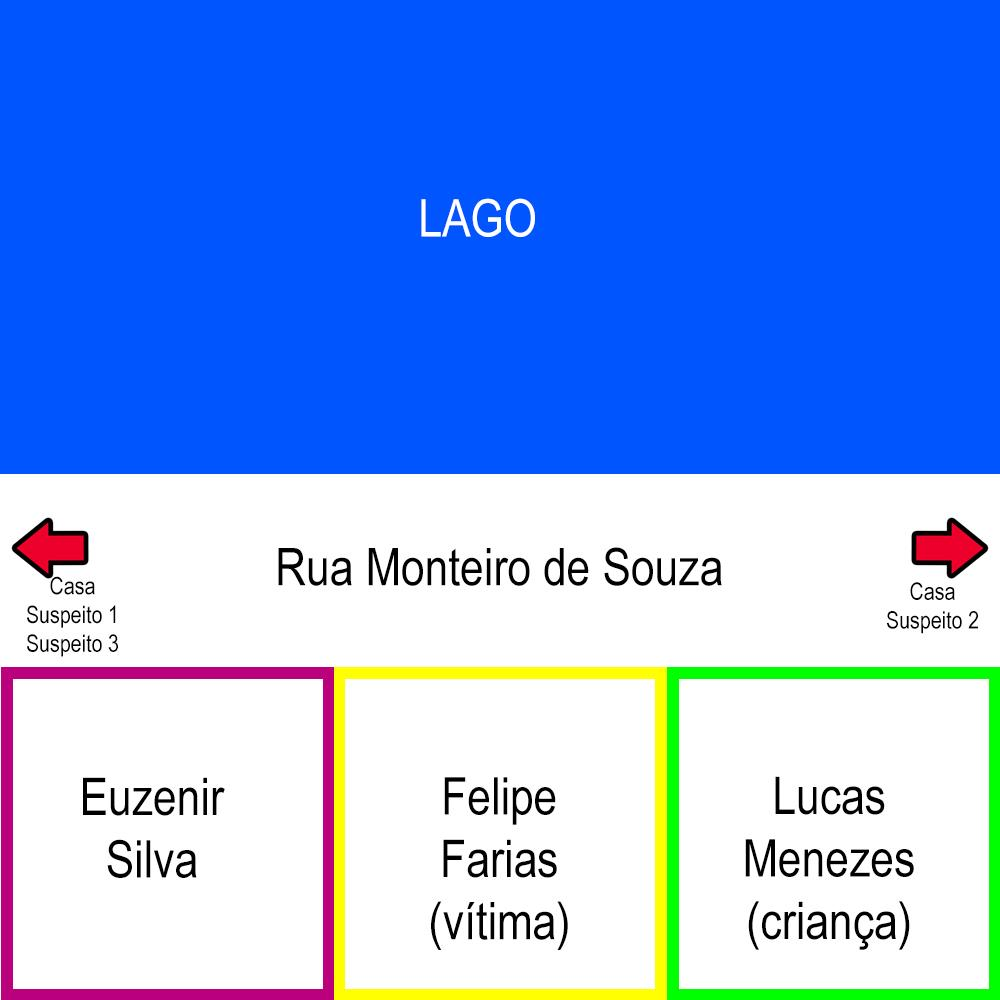 LAGO
Rua Monteiro de Souza
Casa
Suspeito 1
Suspeito 3
Casa
Suspeito 2
Euzenir
Silva
Felipe
Farias
(vítima)
Lucas
Menezes
(criança)